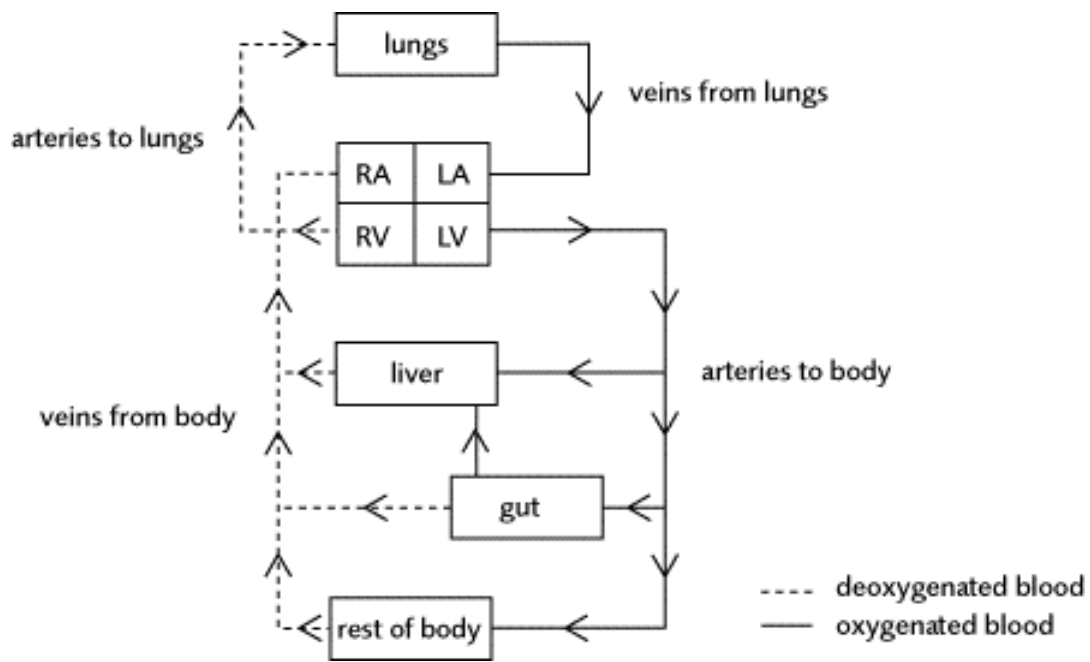 lungs
veins from lungs
arteries to lungs
RA LA
RV LV
liver
arteries to body
veins from body
gut
rest of body
deoxygenated blood
oxygenated blood